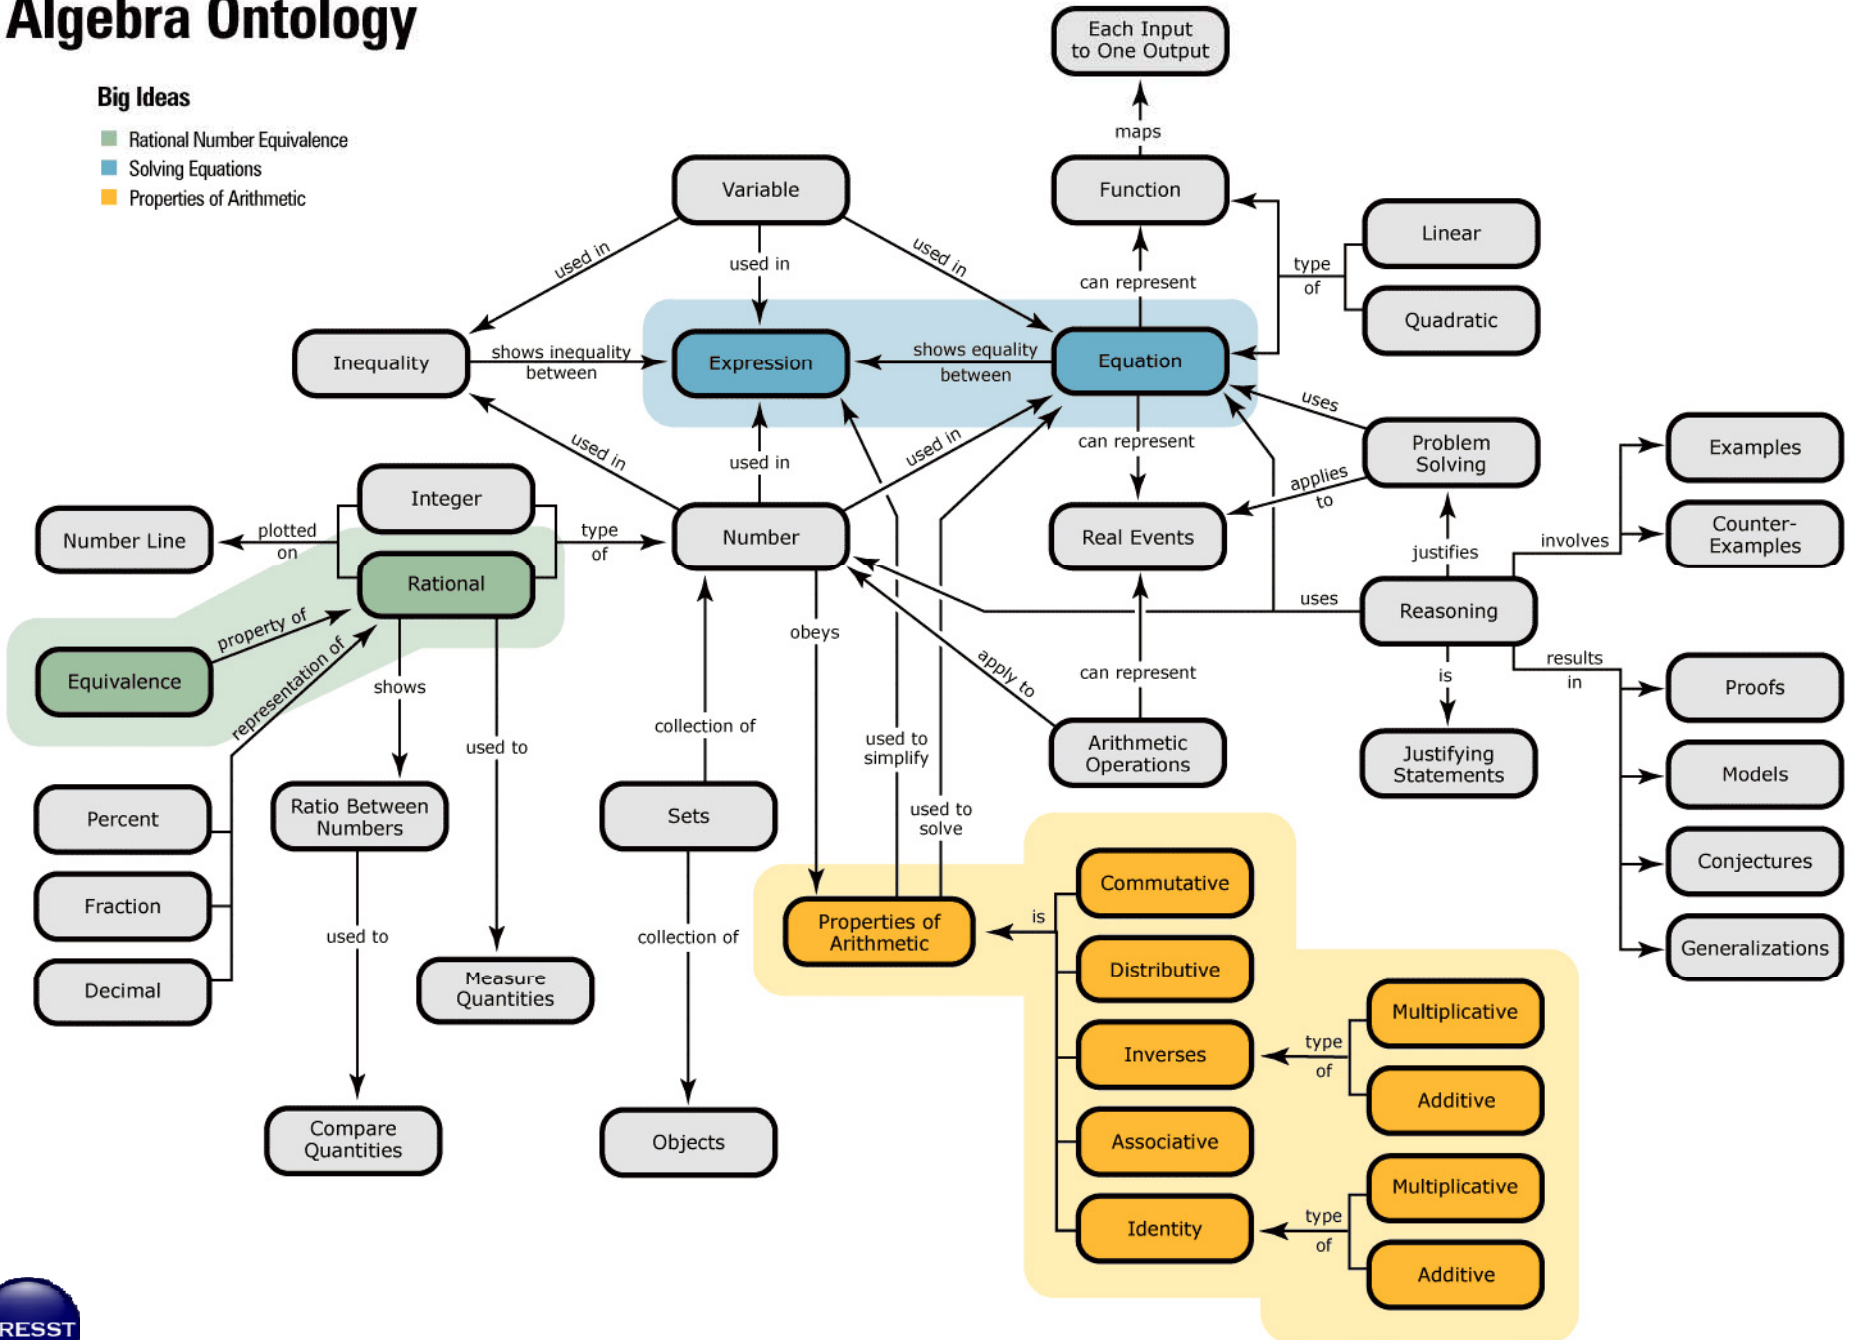 Algebra Ontology
Big Ideas
Rational Number Equivalence
Solving Equations
Properties of Arithmetic
Each Input
to One Output
maps
Variable
Function
Linear
used in
used in
used in
can represent
type
of
Quadratic
Inequality
shows inequality
between
Expression
shows equality
between
Equation
uses
used in
used in
used in
can represent
Problem
Solving
applies
to
Examples
Counter-
Examples
involves
justifies
Integer
Number Line
plotted
on
type
of
Number
Real Events
Rational
Equivalence
property of
representation of
shows
used to
obeys
uses
Reasoning
collection of
used to
simplify
used to
solve
apply to
can represent
is
results
in
Proofs
Arithmetic
Operations
Justifying
Statements
Models
Percent
Ratio Between
Numbers
Sets
Conjectures
Fraction
used to
collection of
Properties of
Arithmetic
is
Commutative
Generalizations
Decimal
Measure
Quantities
Distributive
Inverses
type
of
Multiplicative
Additive
Compare
Quantities
Objects
Associative
Identity
type
of
Multiplicative
Additive
RESST